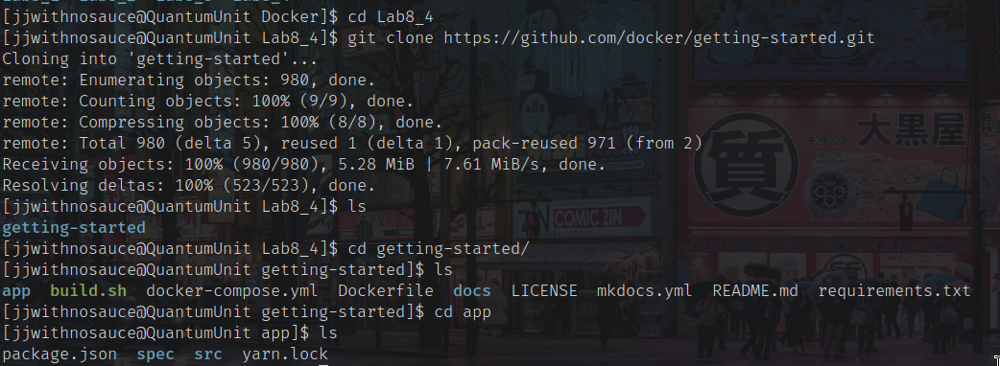 [jjwithnosauce@QuantumUnit Docker]$ cd Lab8_4
[jjwithnosauce@QuantumUnit Lab8_4]$ git clone https://github.com/docker/getting-started.git
Cloning into 'getting-started'...
remote: Enumerating objects: 980, done.
remote: Counting objects: 100% (9/9), done.
remote: Compressing objects: 100% (8/8), done.
remote: Total 980 (delta 5), reused 1 (delta 1), pack-reused 971 (from 2)
Receiving objects: 100% (980/980), 5.28 MiB | 7.61 MiB/s, done.
Resolving deltas: 100% (523/523), done.
[jjwithnosauce@QuantumUnit Lab8_4]$ ls
getting-started
[jjwithnosauce@QuantumUnit Lab8_4]$ cd getting-started/
[jjwithnosauce@QuantumUnit getting-started]$ ls
app build.sh docker-compose.yml Dockerfile docs LICENSE mkdocs.yml README.md requirements.txt
[jjwithnosauce@QuantumUnit getting-started]$ cd app
[jjwithnosauce@QuantumUnit app]$ ls
package.json spec src yarn.lock
大黒屋
質
チケット
COMIC ZIN